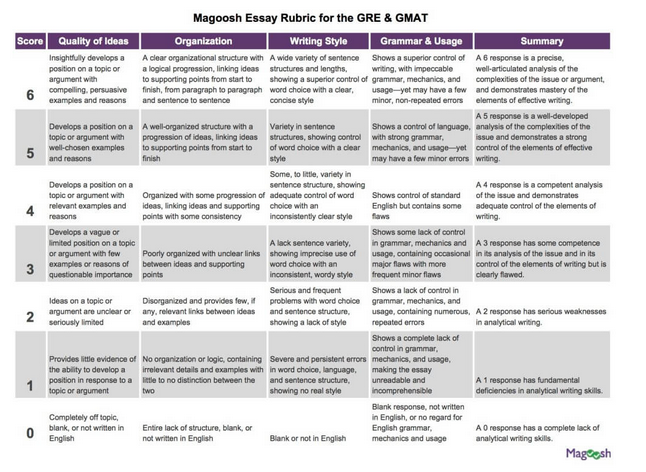 Magoosh Essay Rubric for the GRE & GMAT
Score
Quality of Ideas
Organization
Writing Style
Grammar & Usage
Summary
6
Insightfully develop a
position on a topic or
argument with
compelling, persuasive
examples and reasons
A clear organizational structure with
a logical progression, linking ideas
to supporting points from start to
finish, from paragraph to paragraph
and sentence to sentence
A wide variety of sentence
structures and lengths,
showing a superior control of
word choice with a clear,
concise style
Shows a superior control of
writing, with impeccable
grammar, mechanics, and
usage—yet may have a few
minor, non-repeated errors
A 6 response is a precise,
well-articulated analysis of the
complexities of the issue or argument,
and demonstrates mastery of the
elements of effective writing.
5
Develops a position on a
topic or argument with
well-chosen examples
and reasons
A well-organized structure with a
progression of ideas, linking ideas
to supporting points from start to
finish
Variety in sentence
structures, showing control
of word choice with a clear
style
Shows a control of language,
with strong grammar,
mechanics, and usage—yet
may have a few minor errors
A 5 response is a well-developed
analysis of the complexities of the
issue and demonstrates a strong
control of the elements of effective
writing.
4
Develops a position on a
topic or argument with
relevant examples and
reasons
Organized with some progression of
ideas, linking ideas and supporting
points with some consistency
Some, to little, variety in
sentence structure, showing
adequate control of word
choice with an
inconsistently clear style
Shows control of standard
English but contains some
flaws
A 4 response is a competent analysis
of the issue and demonstrates
adequate control of the elements of
writing.
3
Develops a vague or
limited position on a topic
or argument with few
examples or reasons of
questionable importance
Poorly organized with unclear links
between ideas and supporting
points
A lack sentence variety,
showing imprecise use of
word choice with an
inconsistent, wordy style
Shows some lack of control
in grammar, mechanics and
usage, containing occasional
major flaws with more
frequent minor flaws
A 3 response has some competence
in its analysis of the issue and in its
control of the elements of writing but is
clearly flawed.
2
Ideas on a topic or
argument are unclear or
seriously limited
Disorganized and provides few, if
any, relevant links between ideas
and examples
Serious and frequent
problems with word choice
and sentence structure,
showing a lack of style
Shows a lack of control in
grammar, mechanics, and
usage, containing numerous,
repeated errors
A 2 response has serious weaknesses
in analytical writing.
1
Provides little evidence of
the ability to develop a
position in response to a
topic or argument
No organization or logic, containing
irrelevant details and examples with
little to no distinction between the
two
Severe and persistent errors
in word choice, language,
and sentence structure,
showing no real style
Shows a complete lack of
control in grammar,
mechanics, and usage,
making the essay
unreadable and
incomprehensible
A 1 response has fundamental
deficiencies in analytical writing skills.
0
Completely off topic,
blank, or not written in
English
Entire lack of structure, blank, or
not written in English
Blank or not in English
Blank response, not written
in English, or no regard for
English grammar,
mechanics and usage
A 0 response has a complete lack of
analytical writing skills.
Magoosh